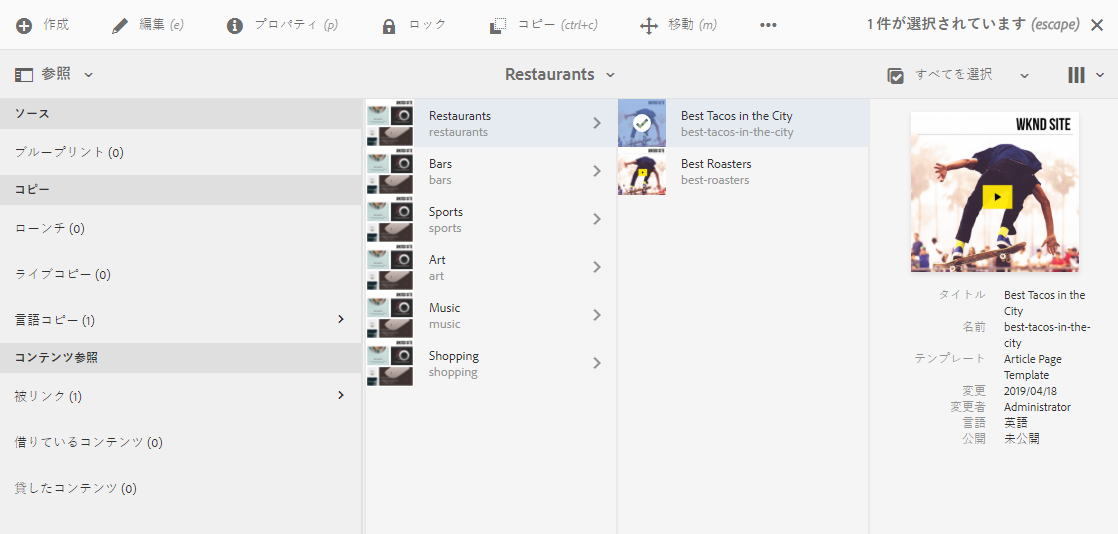 作成
編集 (e)
プロパティ (p)
ロック
コピー (ctrl+c)
移動 (m)
1 件が選択されています (escape)
参照
Restaurants
すべてを選択
ソース
ブループリント (0)
コピー
ローンチ (0)
ライブコピー (0)
言語コピー (1)
コンテンツ参照
被リンク (1)
借りているコンテンツ (0)
貸したコンテンツ (0)
Restaurants
restaurants
Bars
bars
Sports
sports
Art
art
Music
music
Shopping
shopping
Best Tacos in the City
best-tacos-in-the-city
Best Roasters
best-roasters
WKND SITE
タイトル Best Tacos in the
City
名前 best-tacos-in-the-
city
テンプレート Article Page
Template
変更 2019/04/18
変更者 Administrator
言語 英語
公開 未公開